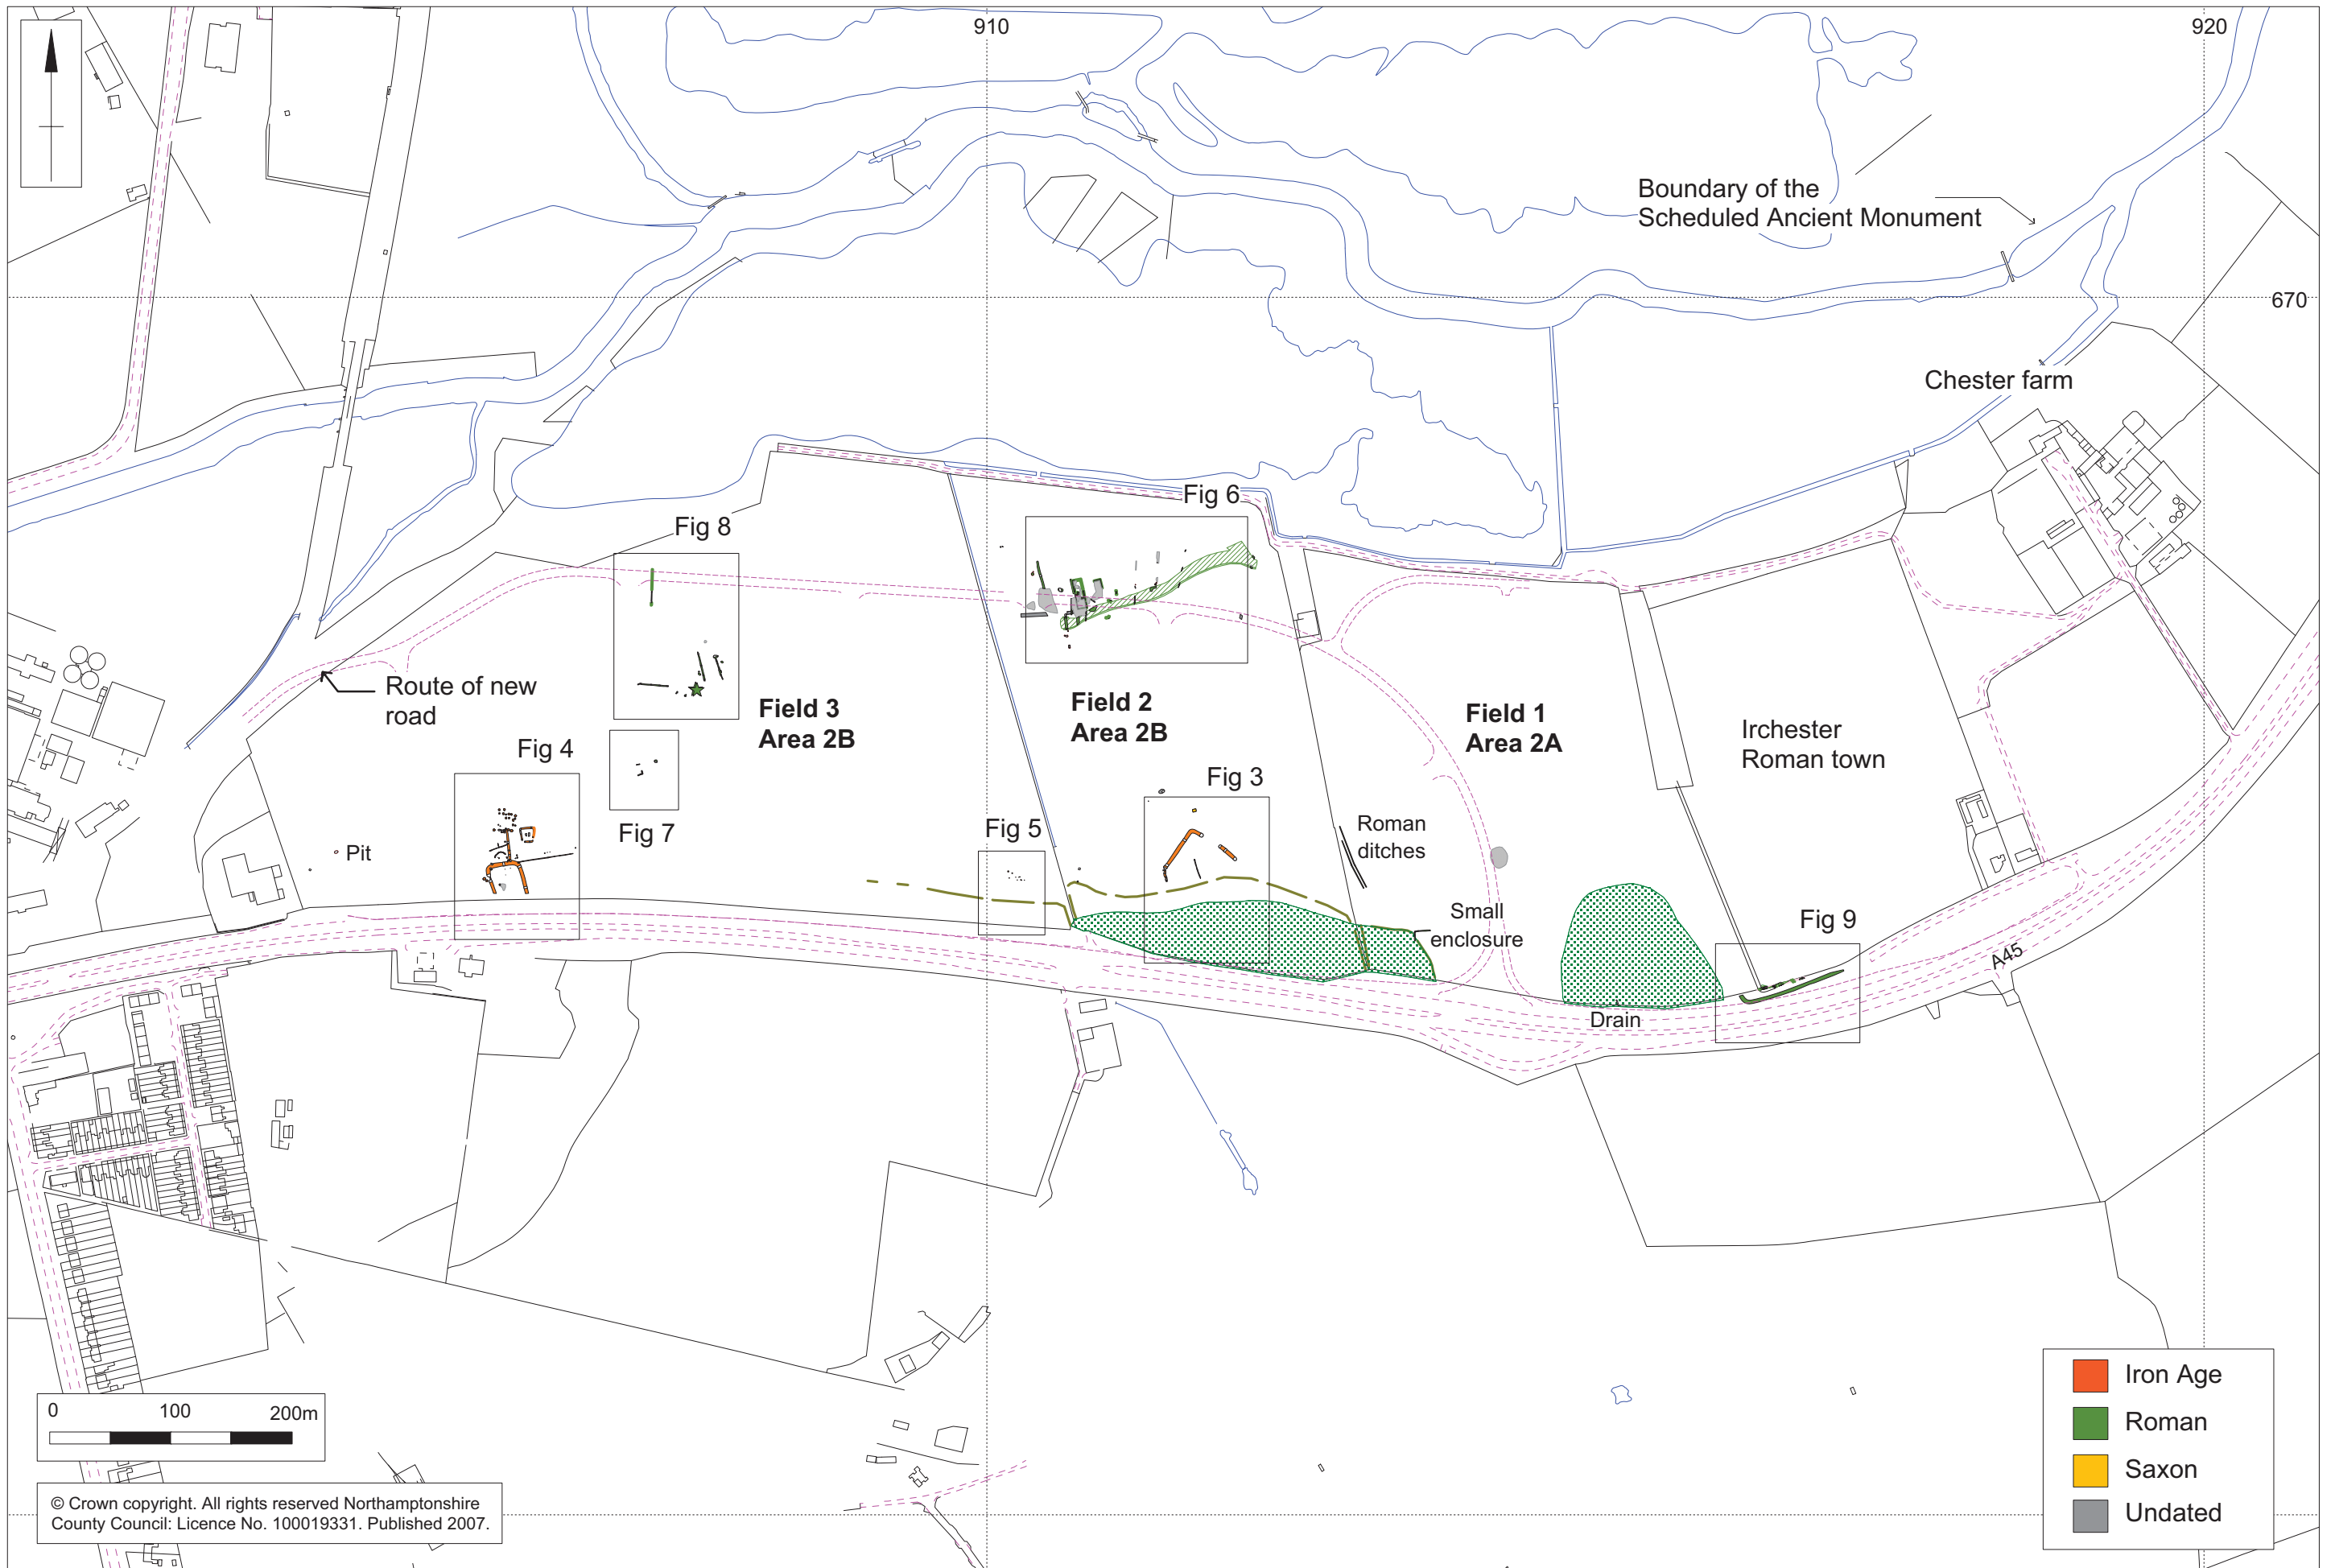 910
920
Boundary of the
Scheduled Ancient Monument
670
Chester farm
Fig 6
Fig 8
Route of new
road
Field 3
Area 2B
Field 2
Area 2B
Field 1
Area 2A
Irchester
Roman town
Fig 4
Fig 3
Fig 7
Fig 5
Roman
ditches
Pit
Small
enclosure
Fig 9
A45
Drain
0 100 200m
Iron Age
Roman
Saxon
Undated
© Crown copyright. All rights reserved Northamptonshire
County Council: Licence No. 100019331. Published 2007.